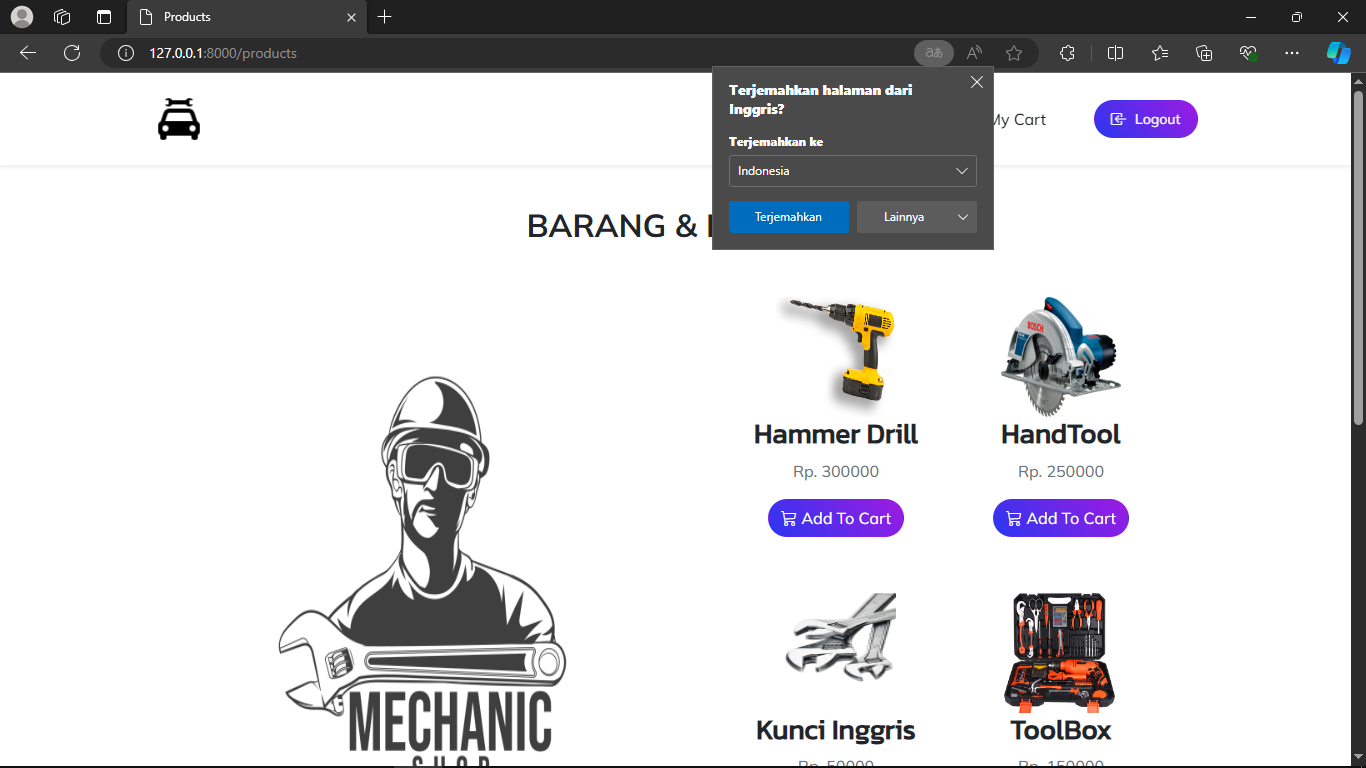 Products
127.0.0.1:8000/products
Terjemahkan halaman dari
Inggris?
Terjemahkan ke
Indonesia
Terjemahkan
Lainnya
My Cart
Logout
BARANG &
BOSCH
Hammer Drill
HandTool
Rp. 300000
Rp. 250000
Add To Cart
Add To Cart
MECHANIC
SHOP
Kunci Inggris
ToolBox
Rp. 50000
Rp. 150000